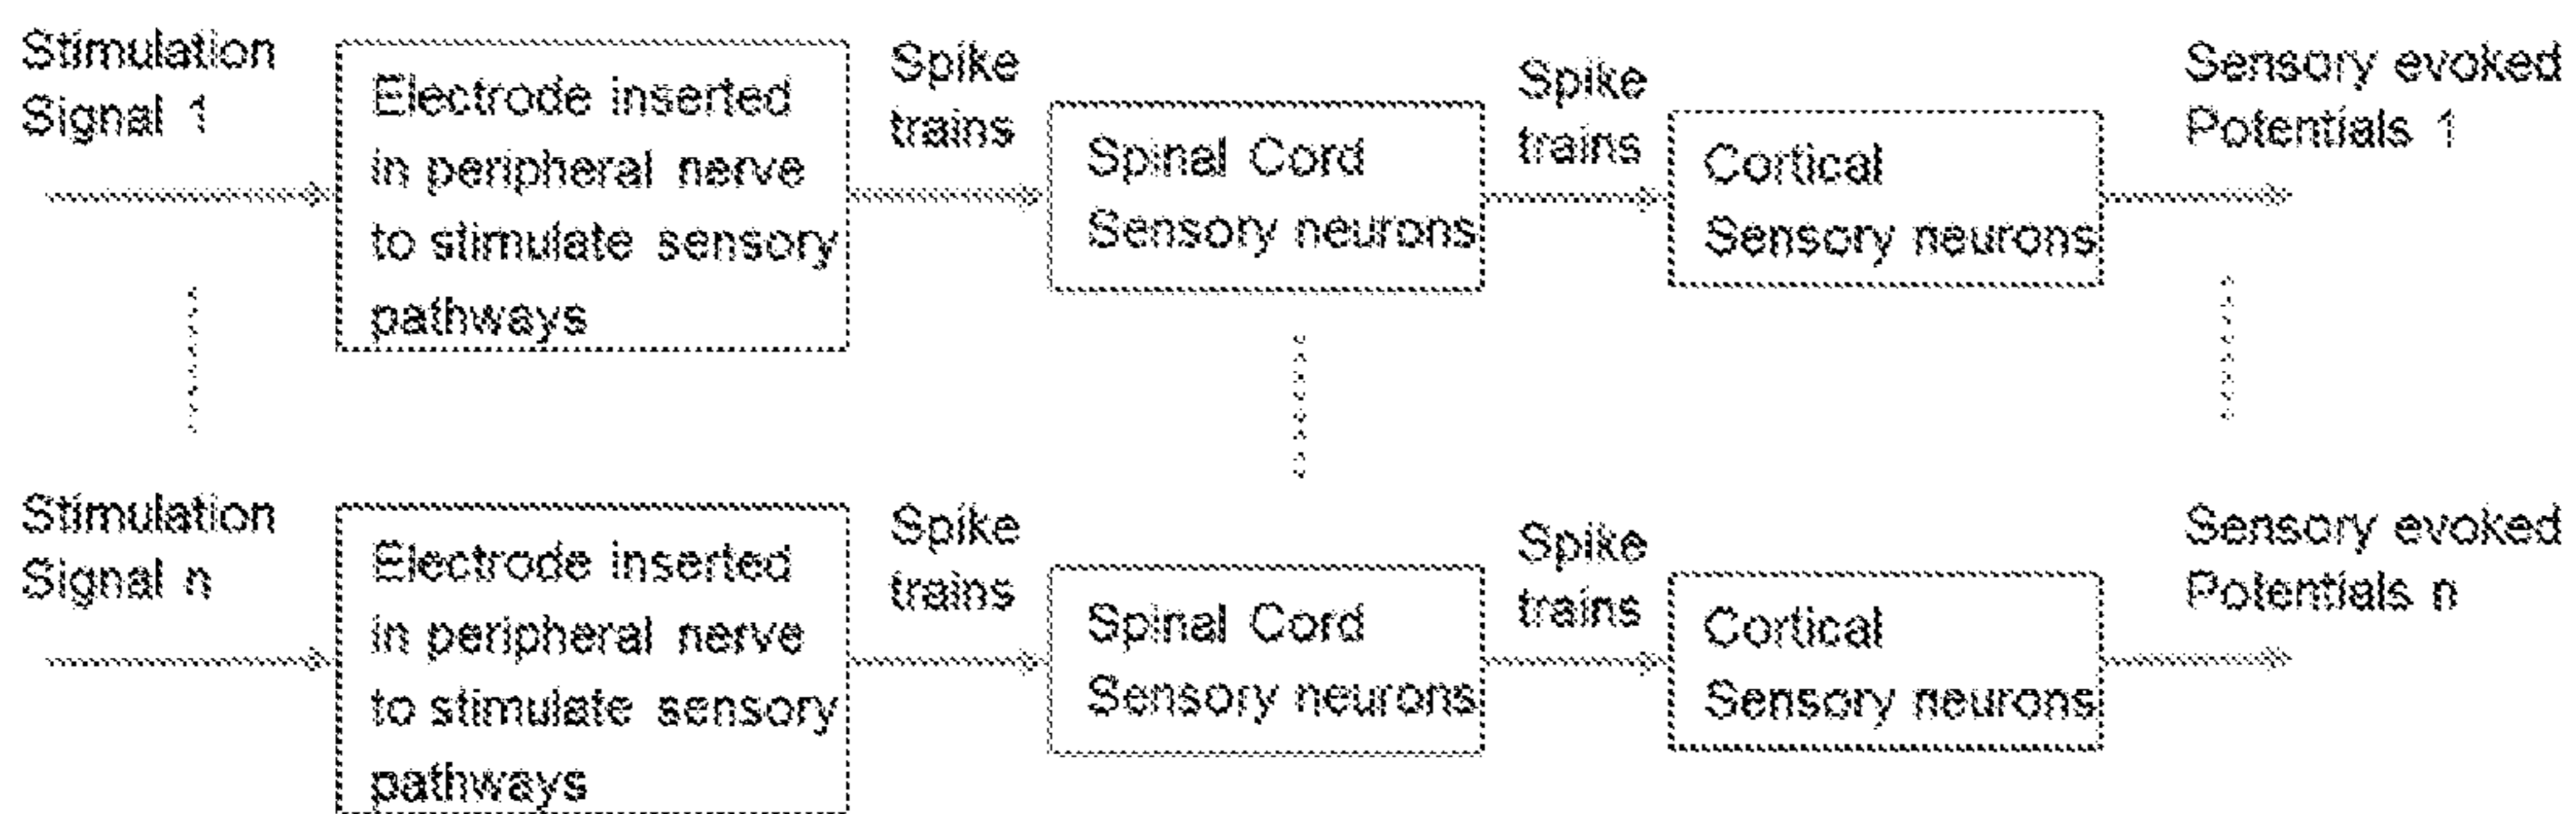 Stimulation
Signal 1
Electrode inserted
in peripheral nerve
to stimulate sensory
pathways
Spike
trains
Spinal Cord
Sensory neurons
Spike
trains
Cortical
Sensory neurons
Sensory evoked
Potentials 1
Stimulation
Signal n
Electrode inserted
in peripheral nerve
to stimulate sensory
pathways
Spike
trains
Spinal Cord
Sensory neurons
Spike
trains
Cortical
Sensory neurons
Sensory evoked
Potentials n